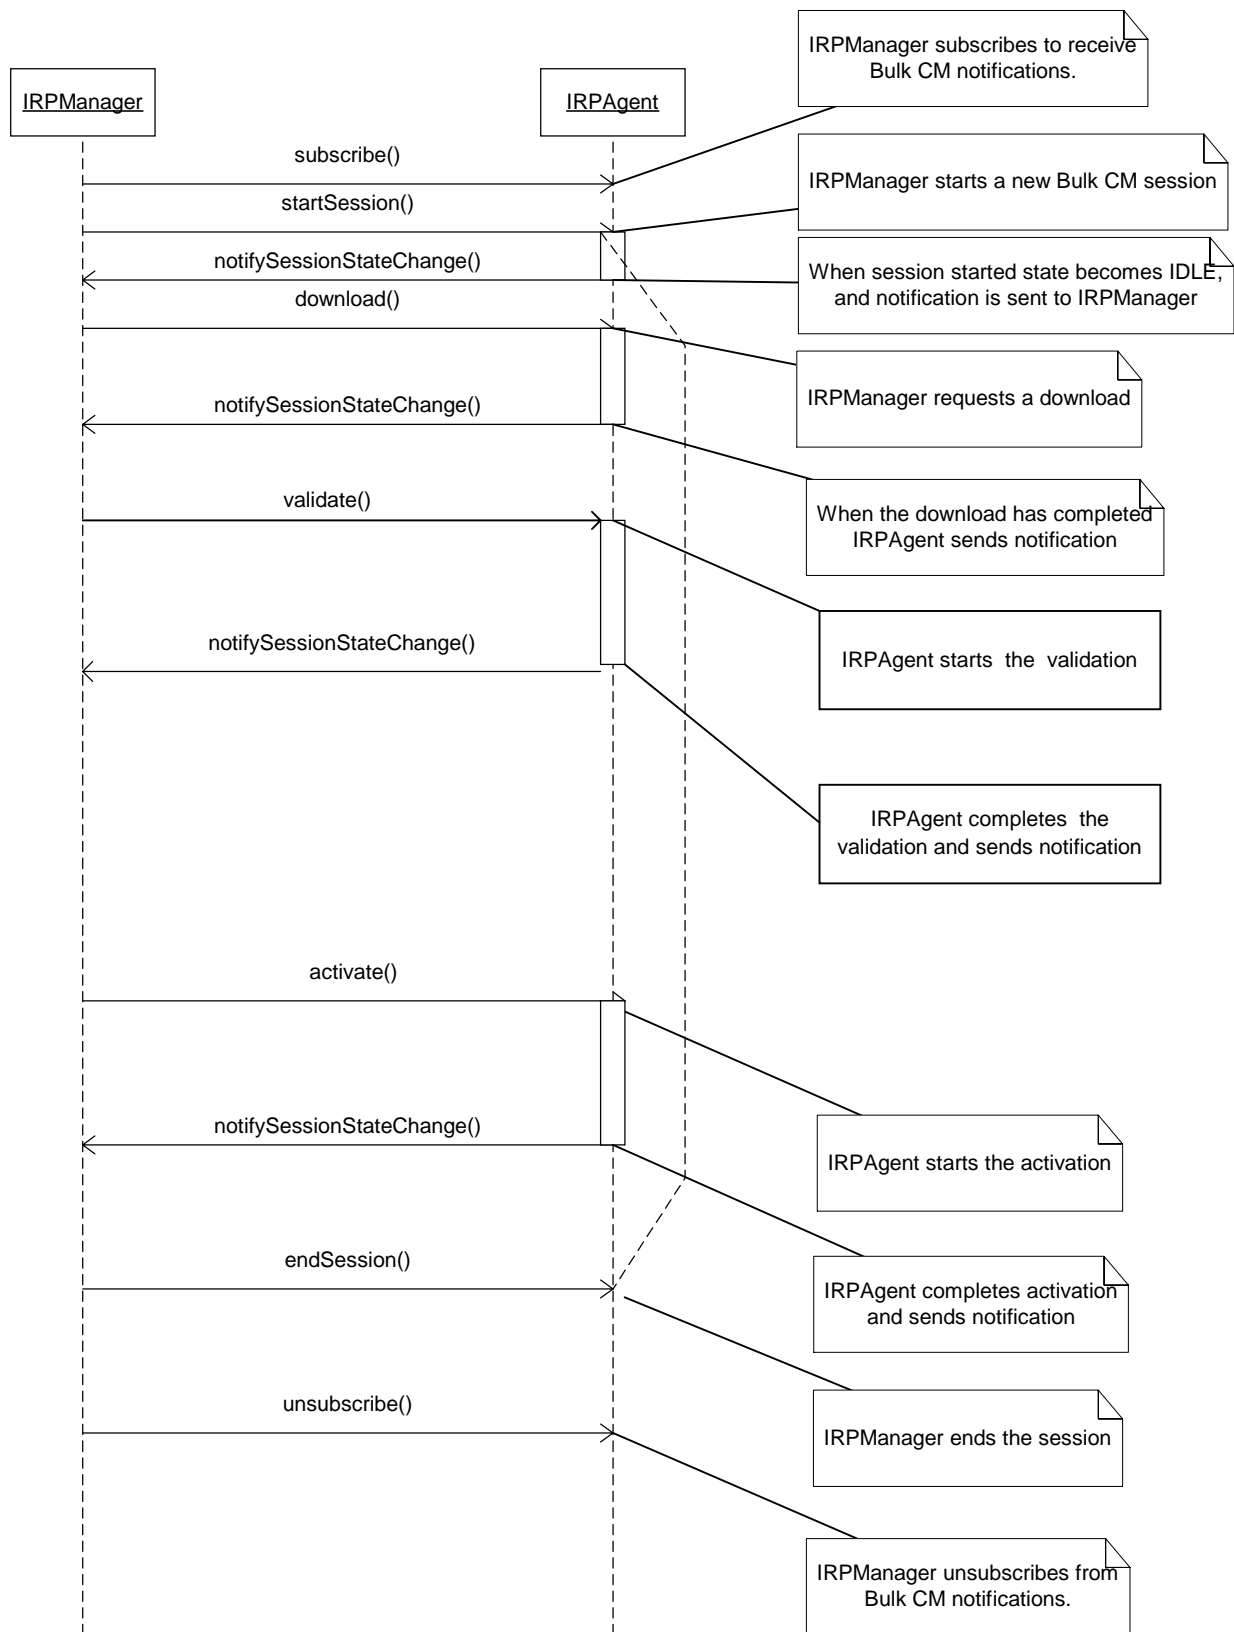 IRPManager subscribes to receive
Bulk CM notifications.
IRPManager
IRPAgent
subscribe()
IRPManager starts a new Bulk CM session
startSession()
notifySessionStateChange()
When session started state becomes IDLE,
and notification is sent to IRPManager
download()
IRPManager requests a download
notifySessionStateChange()
validate()
When the download has completed
IRPAgent sends notification
notifySessionStateChange()
IRPAgent starts the validation
IRPAgent completes the
validation and sends notification
activate()
notifySessionStateChange()
IRPAgent starts the activation
endSession()
IRPAgent completes activation
and sends notification
unsubscribe()
IRPManager ends the session
IRPManager unsubscribes from
Bulk CM notifications.